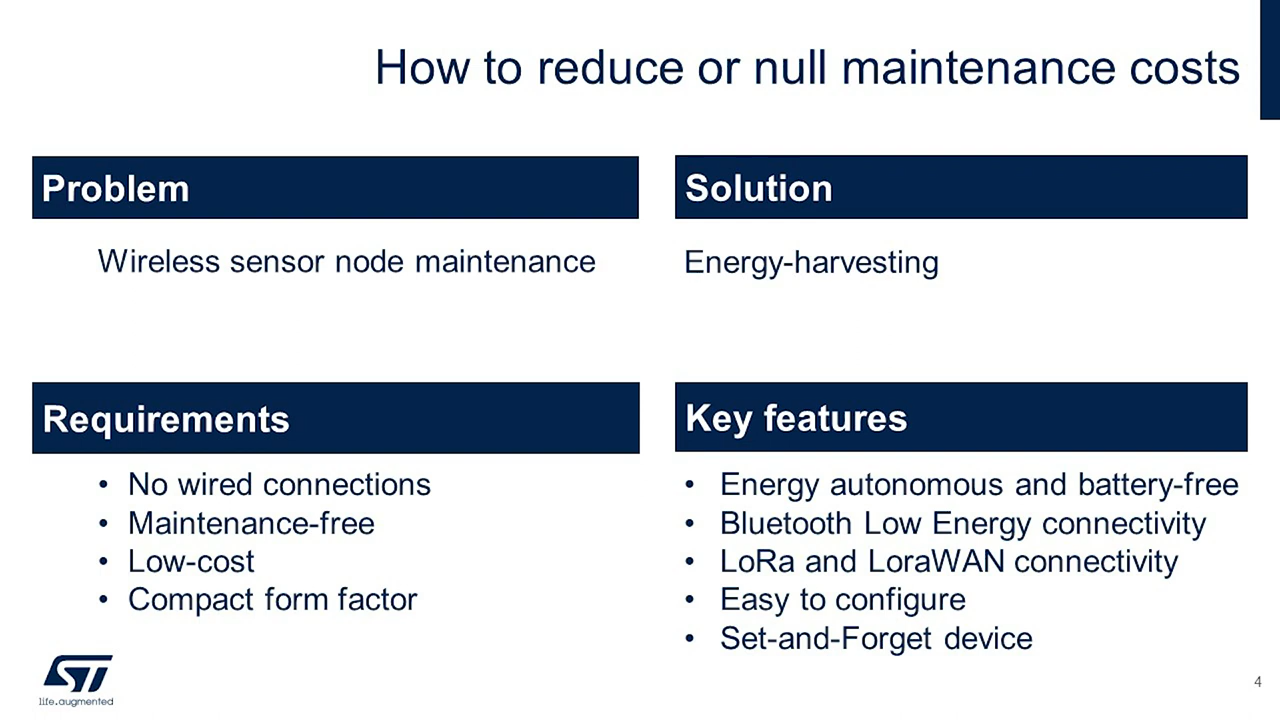 How to reduce or null maintenance costs
Problem
Wireless sensor node maintenance
Solution
Energy-harvesting
Requirements
• No wired connections
• Maintenance-free
• Low-cost
• Compact form factor
Key features
• Energy autonomous and battery-free
• Bluetooth Low Energy connectivity
• LoRa and LoraWAN connectivity
• Easy to configure
• Set-and-Forget device
ST
life.augmented
4